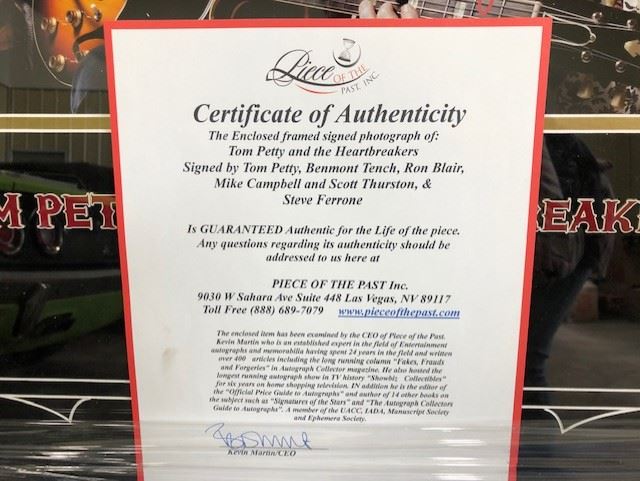 Piece OF THE
PAST, INC.
Certificate of Authenticity
The Enclosed framed signed photograph of:
Tom Petty and the Heartbreakers
Signed by Tom Petty, Benmont Tench, Ron Blair,
Mike Campbell and Scott Thurston, &
Steve Ferrone
M PET
EAK
Is GUARANTEED Authentic for the Life of the piece.
Any questions regarding its authenticity should be
addressed to us here at
PIECE OF THE PAST Inc.
9030 W Sahara Ave Suite 448 Las Vegas, NV 89117
Toll Free (888) 689-7079 www.pieceofthepast.com
The enclosed item has been examined by the CEO of Piece of the Past.
Kevin Martin who is an established expert in the field of Entertainment
autographs and memorabilia having spent 24 years in the field and written
over 400 articles including the long running column "Fakes, Frauds
and Forgeries" in Autograph Collector magazine. He also hosted the
longest running autograph show in TV history "Showbiz Collectibles"
for six years on home shopping television. IN addition he is the editor of
the "Official Price Guide to Autographs" and author of 14 other books on
the subject such as "Signatures of the Stars" and "The Autograph Collectors
Guide to Autographs". A member of the UACC, IADA, Manuscript Society
and Ephemera Society.
Kevin Martin/CEO